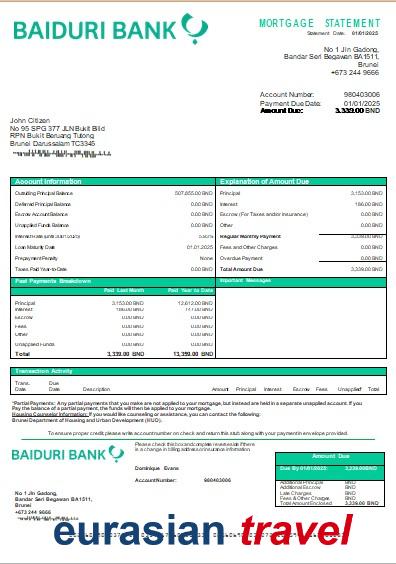 BAIDURI BANK
MORTGAGE STATEMENT
Statement Date: 01/01/2025
No 1 Jin Gadong,
Bandar Seri Begawan BA1511,
Brunei
+673 244 9666
Account Number: 980403006
Payment Due Date: 01/01/2025
Amount Due: 3,339.00 BND
John Citizen
No 95 SPG 377 JLN Bukit Bild
RPN Beruang Tutong
Brunei Darussalam TC3345
Account Information
Outsding Principal Balance 507,655.00 BND
Deferred Principal Balance 0.00 BND
Escrow Account Balance 0.00 BND
Unapplied Funds Balance 0.00 BND
Loan Maturity Date 01.01.2025
Prepayment Penalty None
Taxes Paid Year-to-Date 0.00 BND
Explanation of Amount Due
Principal 3,153.00 BND
Interest 186.00 BND
Escrow (For Taxes and/or Insurance) 0.00 BND
Other 0.00 BND
Regular Monthly Payment 3,339.00 BND
Fees and Other Charges 0.00 BND
Overdue Payment 0.00 BND
Total Amount Due 3,339.00 BND
Past Payments Breakdown
Paid Last Month Paid Year to Date
Principal 3,153.00 BND 12,612.00 BND
Interest 186.00 BND
Escrow 0.00 BND 0.00 BND
Fees 0.00 BND 0.00 BND
Other 0.00 BND 0.00 BND
Unapplied Funds 0.00 BND 0.00 BND
Total 3,339.00 BND 13,359.00 BND
Important Messages
Transaction Activity
Trans. Date Due Date Description Amount Principal Interest Escrow Fees Unapplied Total
*Partial Payments: Any partial payments that you make are not applied to your mortgage, but instead are held in a separate unapplied account. If you
Pay the balance of a partial payment, the funds will then be applied to your mortgage.
Housing Counselor Information: If you would like counseling or assistance, you can contact the following:
Brunei Department of Housing and Urban Development (HUD).
To ensure proper credit, please write account number on check and return this stub along with your payment in envelope provided.
BAIDURI BANK
Please check this box and complete reverse side if there
is a change in billing address or insurance information
Dominique Evans
Account Number: 980403006
No 1 Jin Gadong,
Bandar Seri Begawan BA1511,
Brunei
+673 244 9666
Amount Due
Due By 01/01/2025: 3,339.00 BND
Additional Principal BND
Additional Escrow BND
Late Charges BND
Fees & Other Charges BND
Total Amount Enclosed 3339.00 BND
eurasian travel